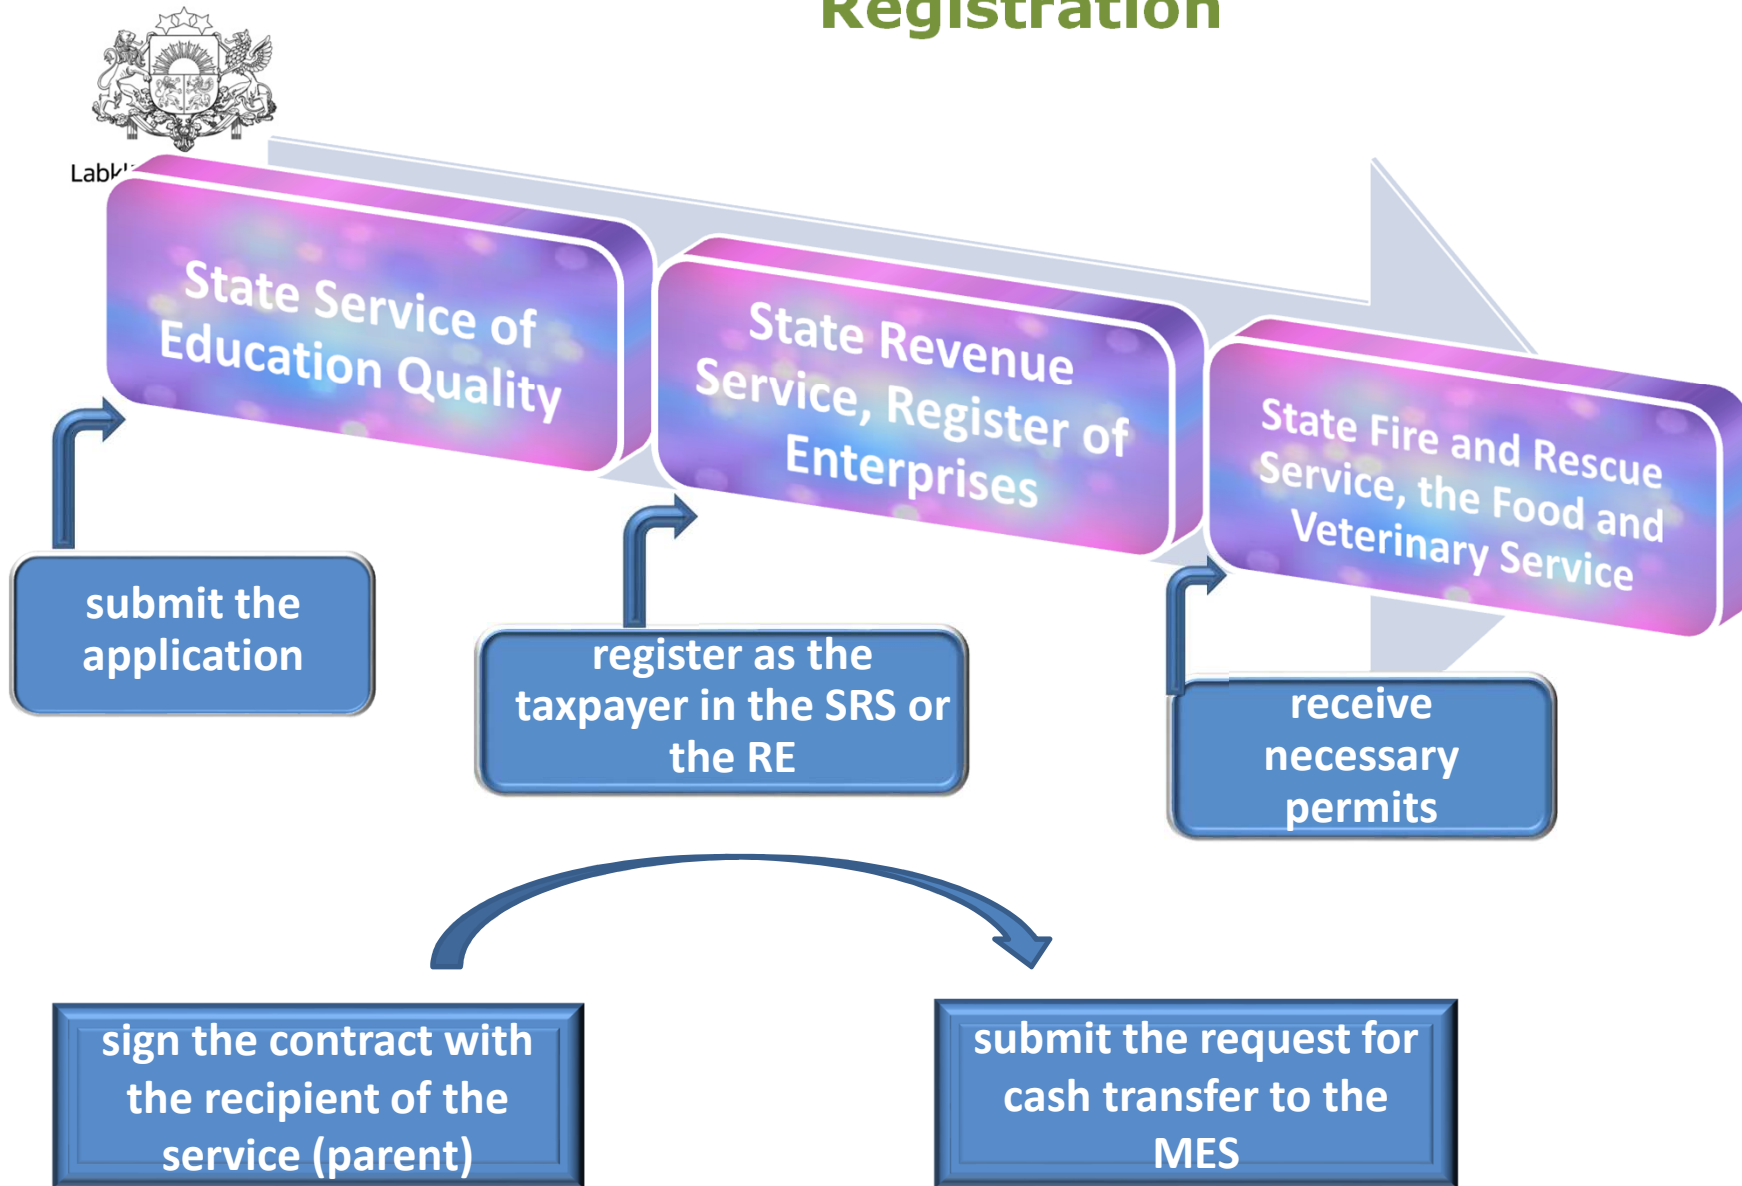 Registration
State Service of
Education Quality
State Revenue
Service, Register of
Enterprises
State Fire and Rescue
Service, the Food and
Veterinary Service
submit the
application
register as the
taxpayer in the SRS or
the RE
receive
necessary
permits
sign the contract with
the recipient of the
service (parent)
submit the request for
cash transfer to the
MES